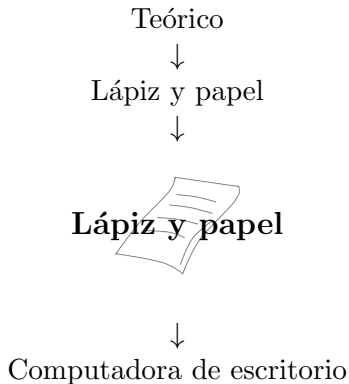 Teórico
↓
Lápiz y papel
↓
Lápiz y papel
↓
Computadora de escritorio